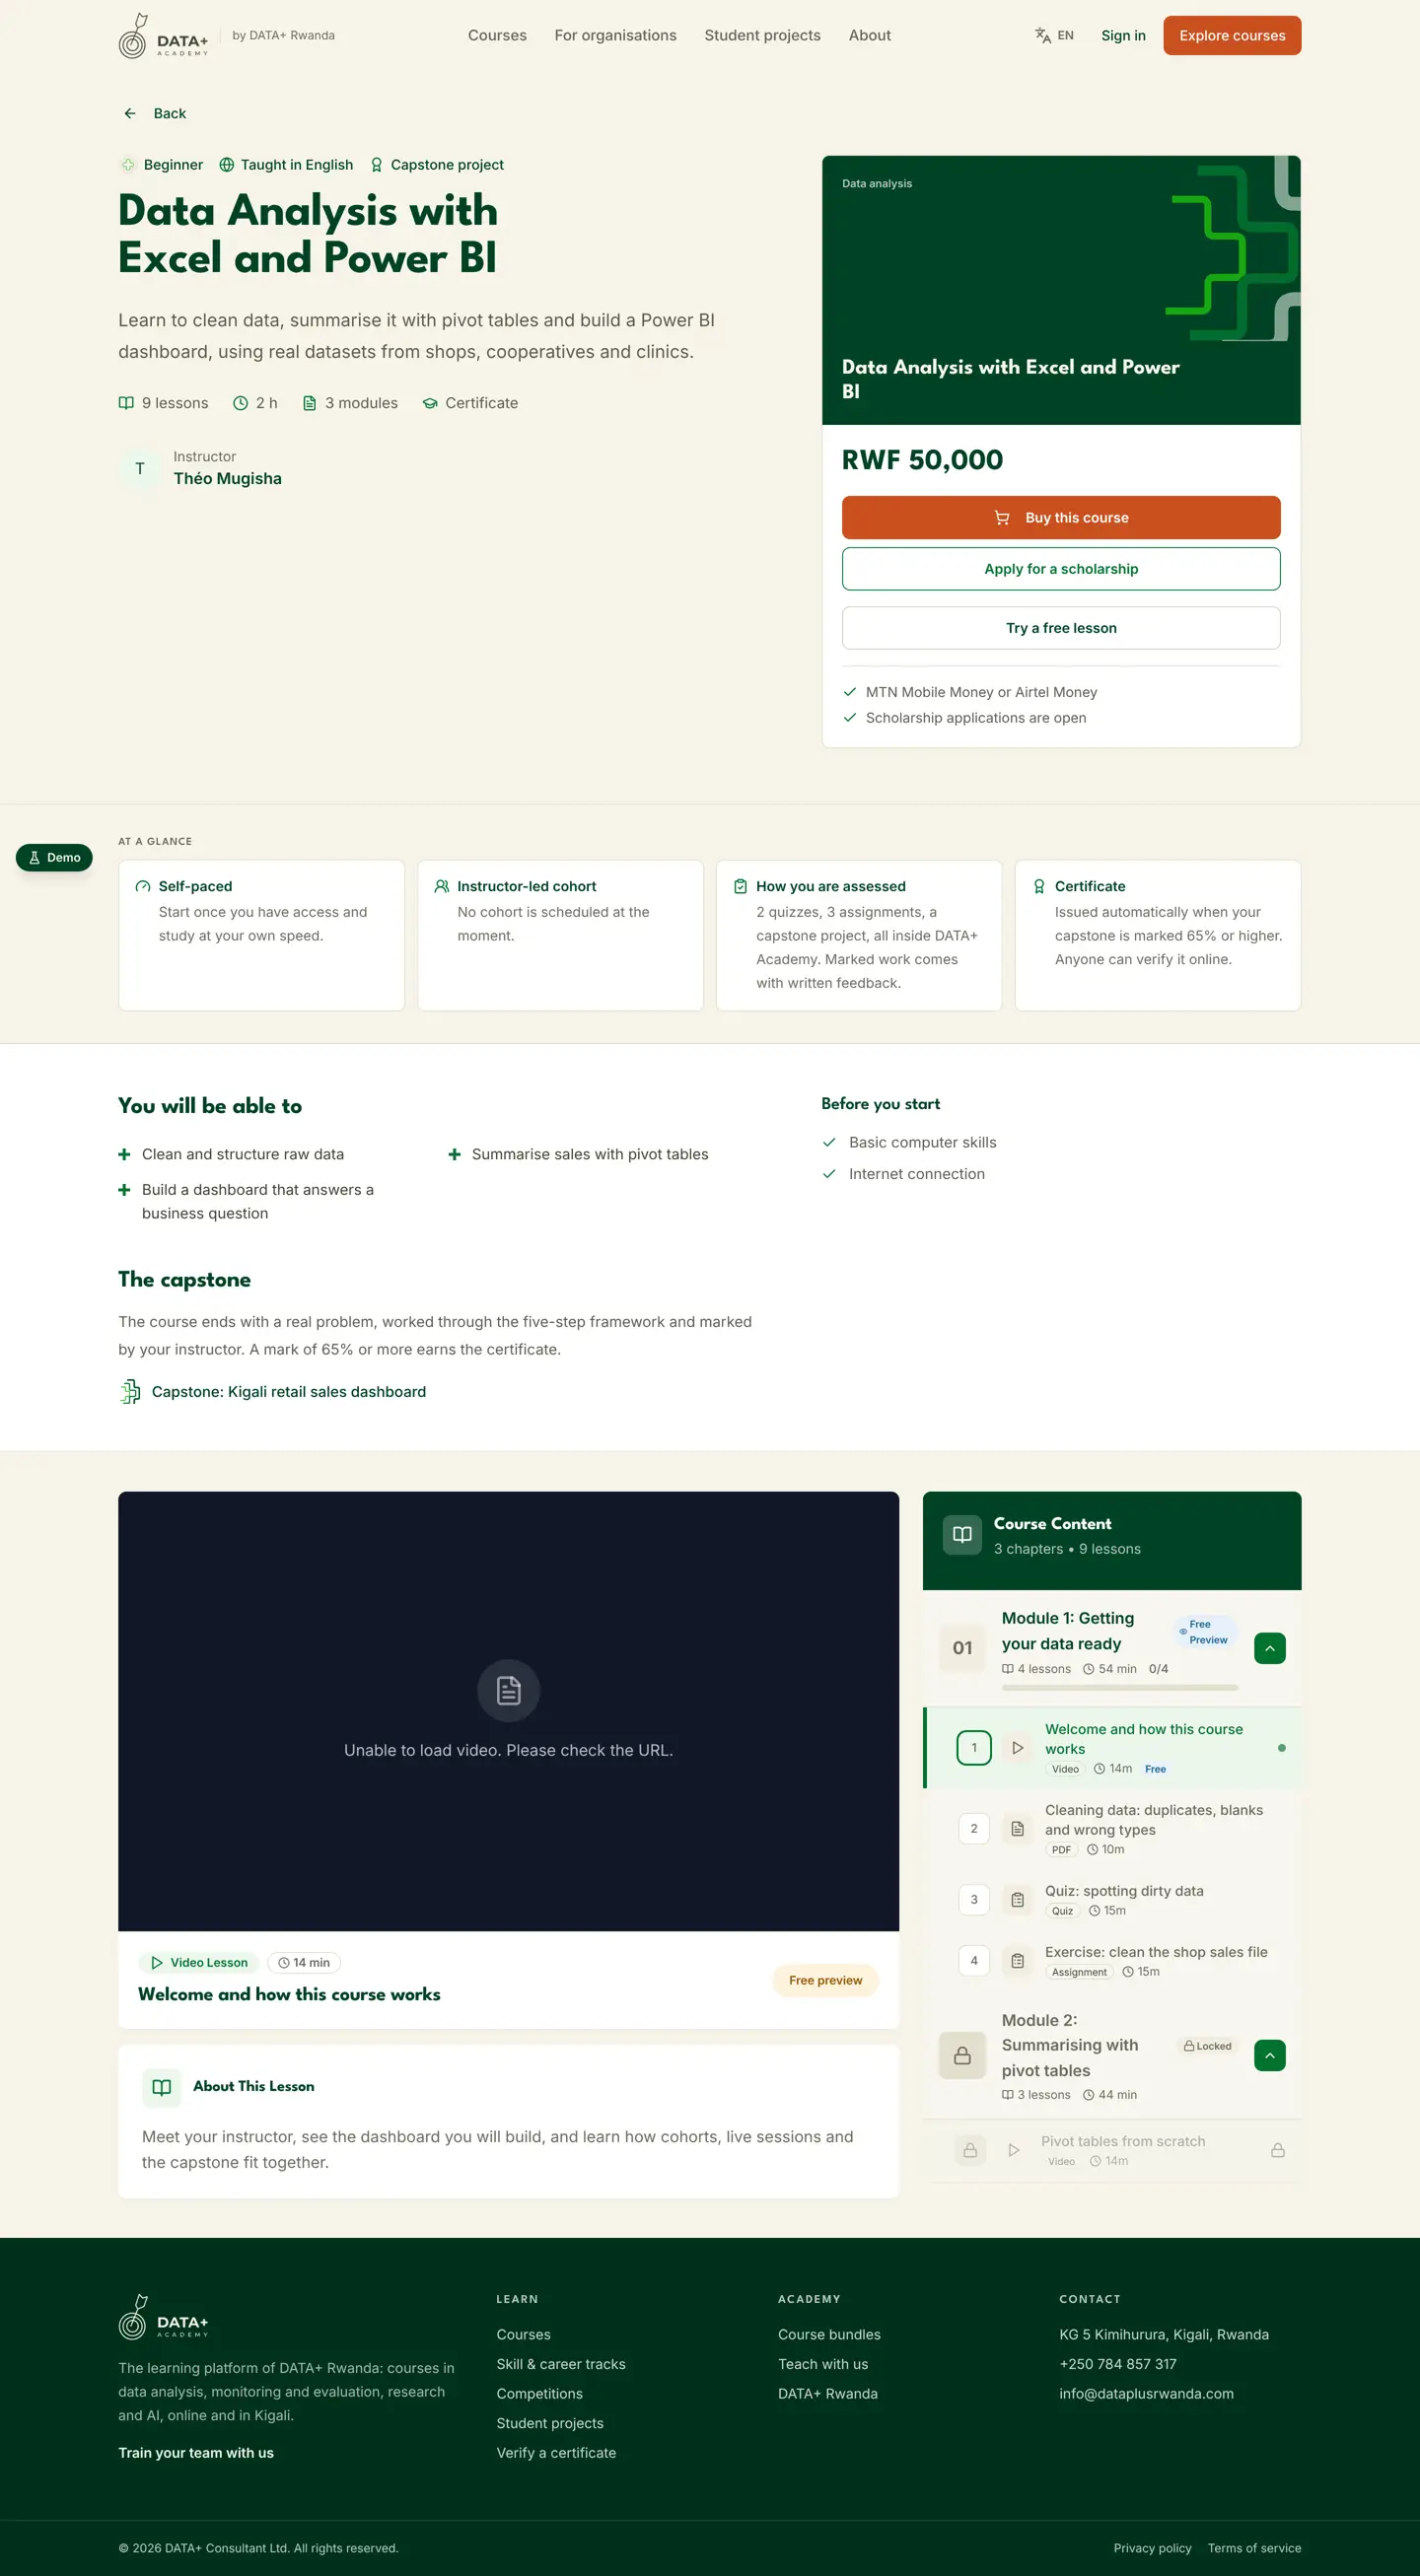 DATA+
ACADEMY
by DATA+ Rwanda
Courses
For organisations
Student projects
About
EN
Sign in
Explore courses
Back
Beginner
Taught in English
Capstone project
Data Analysis with
Excel and Power BI
Learn to clean data, summarise it with pivot tables and build a Power BI
dashboard, using real datasets from shops, cooperatives and clinics.
9 lessons
2 h
3 modules
Certificate
T
Instructor
Théo Mugisha
Data analysis
Data Analysis with Excel and Power
BI
RWF 50,000
Buy this course
Apply for a scholarship
Try a free lesson
MTN Mobile Money or Airtel Money
Scholarship applications are open
Demo
AT A GLANCE
Self-paced
Start once you have access and
study at your own speed.
Instructor-led cohort
No cohort is scheduled at the
moment.
How you are assessed
2 quizzes, 3 assignments, a
capstone project, all inside DATA+
Academy. Marked work comes
with written feedback.
Certificate
Issued automatically when your
capstone is marked 65% or higher.
Anyone can verify it online.
You will be able to
Clean and structure raw data
Summarise sales with pivot tables
Build a dashboard that answers a
business question
Before you start
Basic computer skills
Internet connection
The capstone
The course ends with a real problem, worked through the five-step framework and marked
by your instructor. A mark of 65% or more earns the certificate.
Capstone: Kigali retail sales dashboard
Unable to load video. Please check the URL.
Video Lesson
14 min
Welcome and how this course works
Free preview
About This Lesson
Meet your instructor, see the dashboard you will build, and learn how cohorts, live sessions and
the capstone fit together.
Course Content
3 chapters • 9 lessons
01
Module 1: Getting
your data ready
Free
Preview
4 lessons
54 min
0/4
1
Welcome and how this course
works
Video
14m
Free
2
Cleaning data: duplicates, blanks
and wrong types
PDF
10m
3
Quiz: spotting dirty data
Quiz
15m
4
Exercise: clean the shop sales file
Assignment
15m
Module 2:
Summarising with
pivot tables
Locked
3 lessons
44 min
Pivot tables from scratch
Video
14m
DATA+
ACADEMY
The learning platform of DATA+ Rwanda: courses in
data analysis, monitoring and evaluation, research
and AI, online and in Kigali.
Train your team with us
LEARN
Courses
Skill & career tracks
Competitions
Student projects
Verify a certificate
ACADEMY
Course bundles
Teach with us
DATA+ Rwanda
CONTACT
KG 5 Kimihurura, Kigali, Rwanda
+250 784 857 317
info@dataplusrwanda.com
© 2026 DATA+ Consultant Ltd. All rights reserved.
Privacy policy
Terms of service